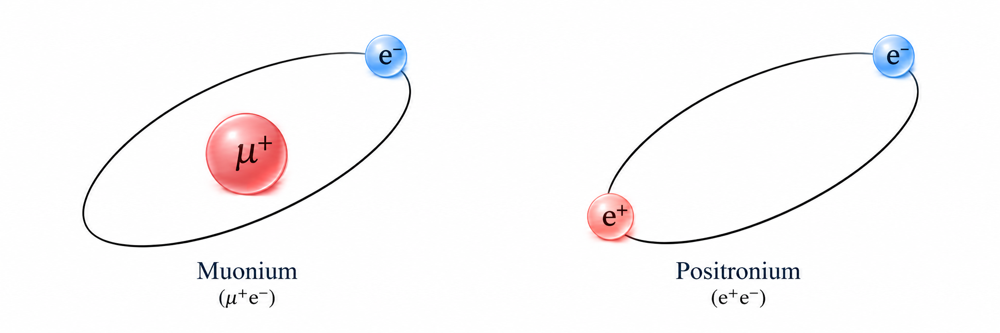 e⁻
μ⁺
Muonium
(μ⁺e⁻)
e⁻
e⁺
Positronium
(e⁺e⁻)